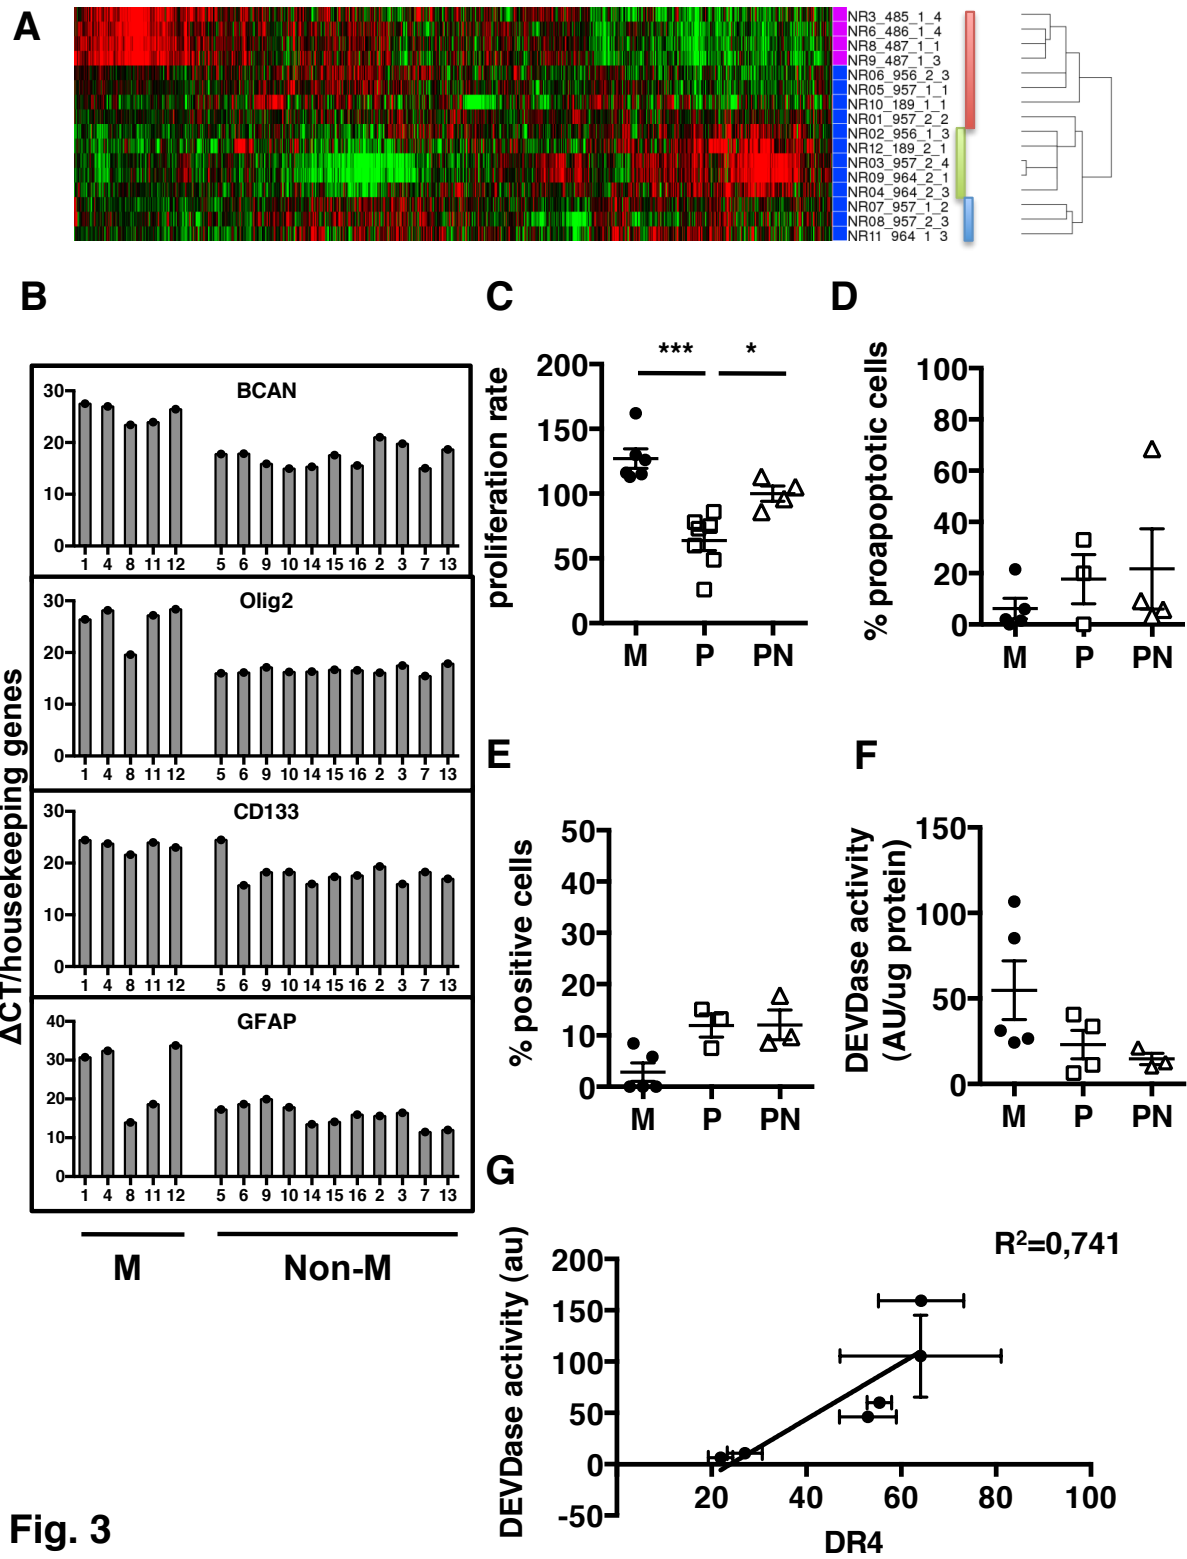 A
NR3_485_1_4
NR6_486_1_4
NR8_487_1_1
NR9_487_1_3
NR06_956_2_3
NR05_957_1_1
NR10_189_1_1
NR01_957_2_2
NR02_956_1_3
NR12_189_2_1
NR03_957_2_4
NR09_964_2_1
NR04_964_2_3
NR07_957_1_2
NR08_957_2_3
NR11_964_1_3
B
ΔCT/housekeeping genes
BCAN
30
20
10
0
1 4 8 11 12 5 6 9 10 14 15 16 2 3 7 13
Olig2
30
20
10
0
1 4 8 11 12 5 6 9 10 14 15 16 2 3 7 13
CD133
30
20
10
0
1 4 8 11 12 5 6 9 10 14 15 16 2 3 7 13
GFAP
40
30
20
10
0
1 4 8 11 12 5 6 9 10 14 15 16 2 3 7 13
M Non-M
C
proliferation rate
*** *
200
150
100
50
0
M P PN
D
% proapoptotic cells
100
80
60
40
20
0
M P PN
E
% positive cells
50
40
30
20
10
0
M P PN
F
DEVDase activity
(AU/ug protein)
150
100
50
0
M P PN
G
R²=0,741
DEVDase activity (au)
200
150
100
50
0
-50
20 40 60 80 100
DR4
Fig. 3